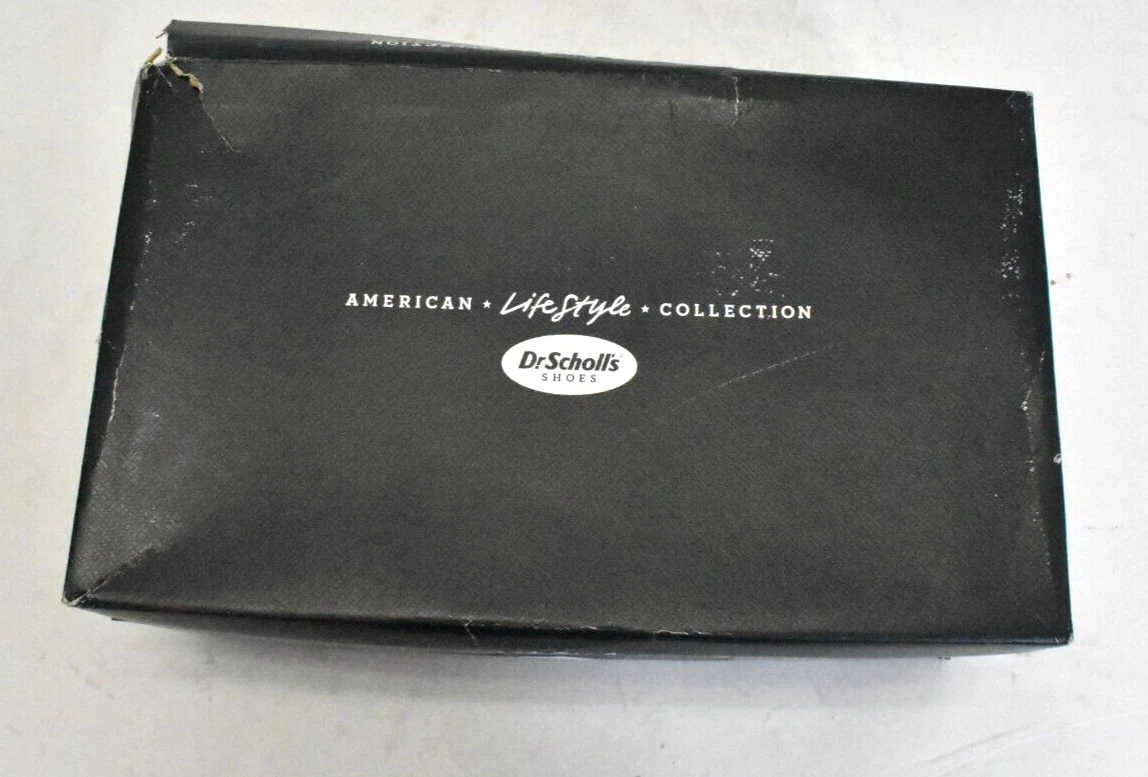 AMERICAN ★ LifeStyle ★ COLLECTION
Dr Scholl's
SHOES